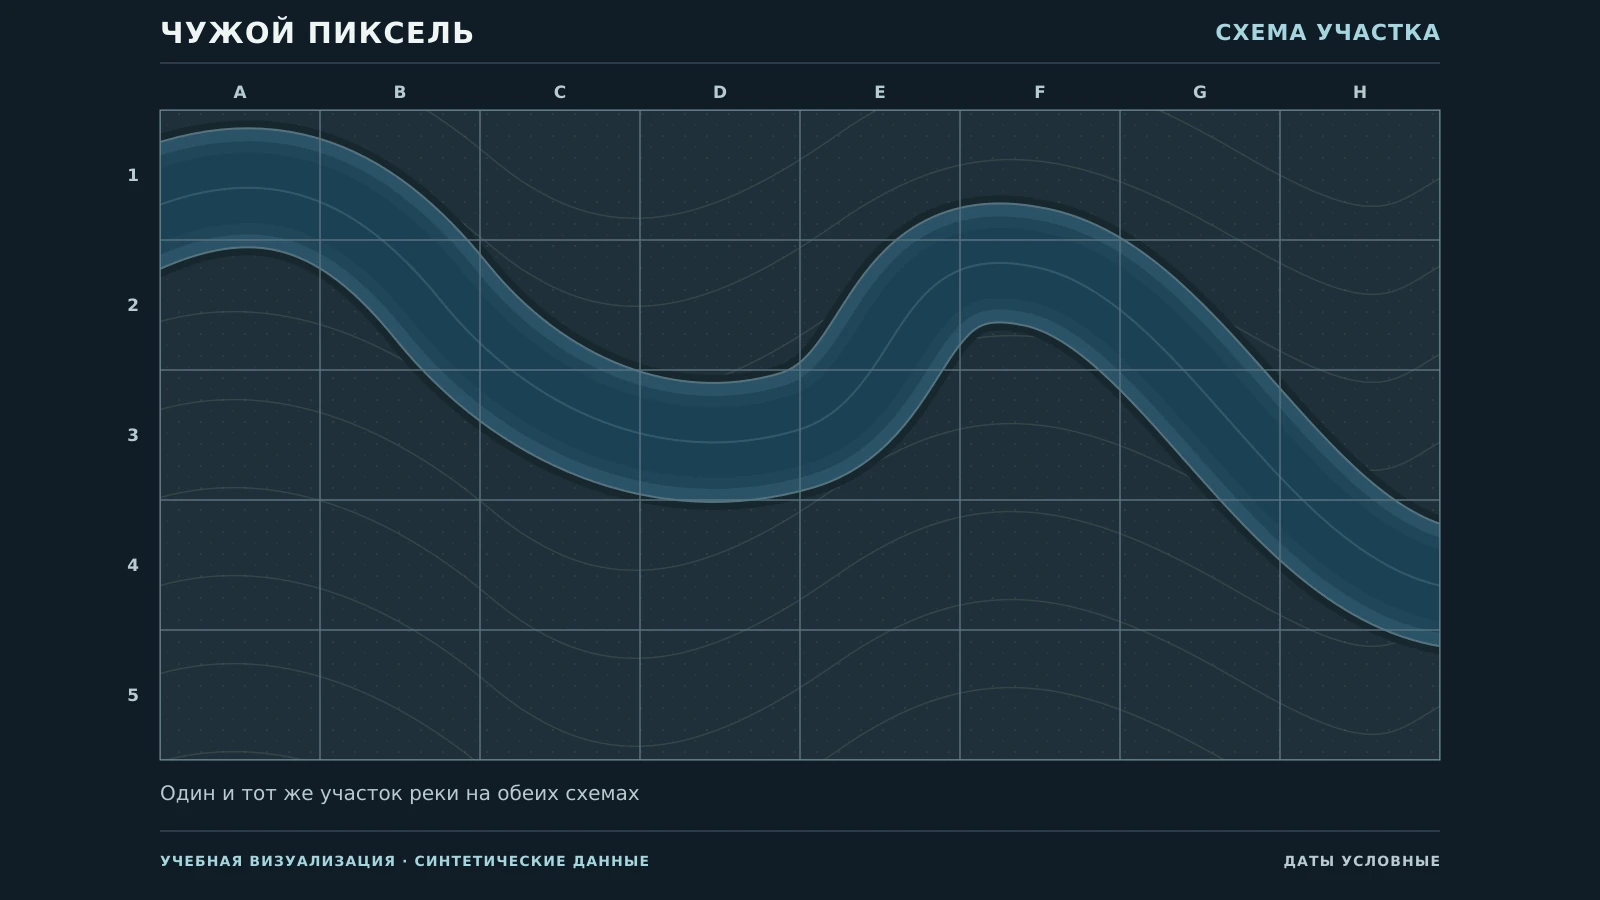 ЧУЖОЙ ПИКСЕЛЬ
СХЕМА УЧАСТКА
A B C D E F G H
1
2
3
4
5
Один и тот же участок реки на обеих схемах
УЧЕБНАЯ ВИЗУАЛИЗАЦИЯ · СИНТЕТИЧЕСКИЕ ДАННЫЕ
ДАТЫ УСЛОВНЫЕ